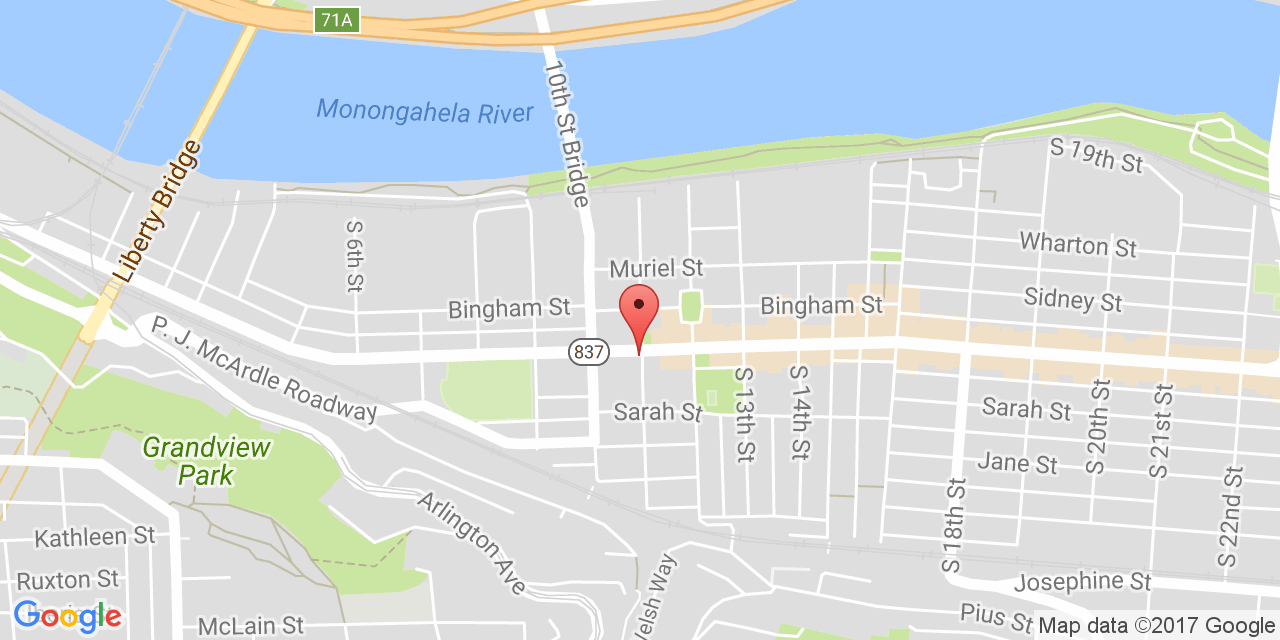 71A
10th St Bridge
Monongahela River
Liberty Bridge
S 19th St
S 6th St
Wharton St
Muriel St
Bingham St
Bingham St
Sidney St
837
P. J. McArdle Roadway
S 13th St
S 14th St
Sarah St
Sarah St
S 20th St
S 21st St
Grandview
Park
Jane St
S 18th St
S 22nd St
Arlington Ave
Kathleen St
Ruxton St
Josephine St
Welsh Way
Google
McLain St
Pius St
Map data ©2017 Google